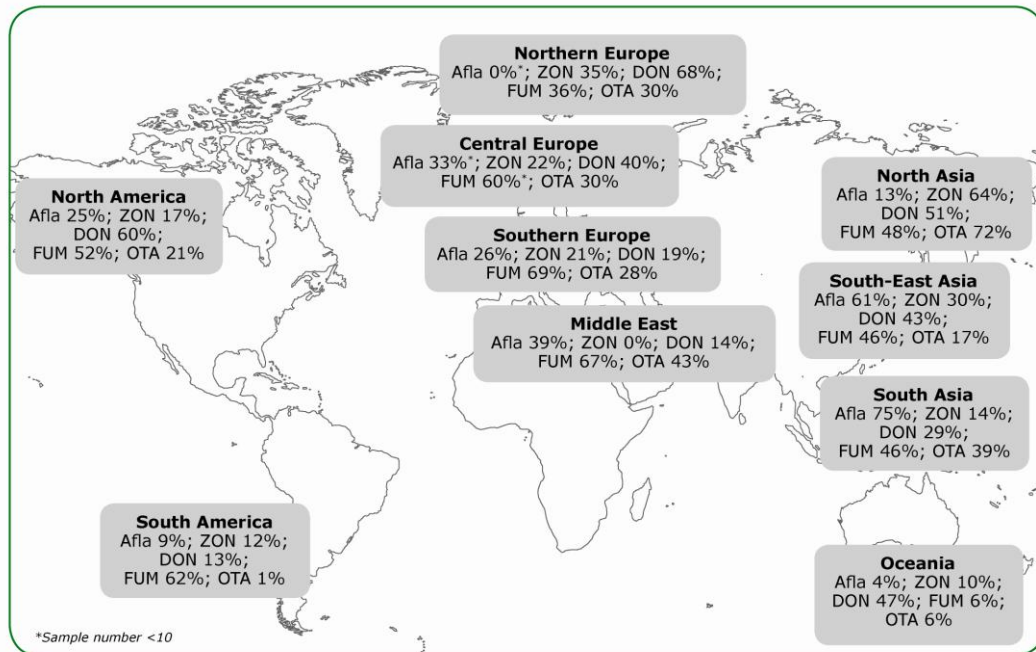 Northern Europe
Afla 0%*; ZON 35%; DON 68%;
FUM 36%; OTA 30%
Central Europe
Afla 33%*; ZON 22%; DON 40%;
FUM 60%*; OTA 30%
North America
Afla 25%; ZON 17%;
DON 60%;
FUM 52%; OTA 21%
North Asia
Afla 13%; ZON 64%;
DON 51%;
FUM 48%; OTA 72%
Southern Europe
Afla 26%; ZON 21%; DON 19%;
FUM 69%; OTA 28%
South-East Asia
Afla 61%; ZON 30%;
DON 43%;
FUM 46%; OTA 17%
Middle East
Afla 39%; ZON 0%; DON 14%;
FUM 67%; OTA 43%
South Asia
Afla 75%; ZON 14%;
DON 29%;
FUM 46%; OTA 39%
South America
Afla 9%; ZON 12%;
DON 13%;
FUM 62%; OTA 1%
Oceania
Afla 4%; ZON 10%;
DON 47%; FUM 6%;
OTA 6%
*Sample number <10